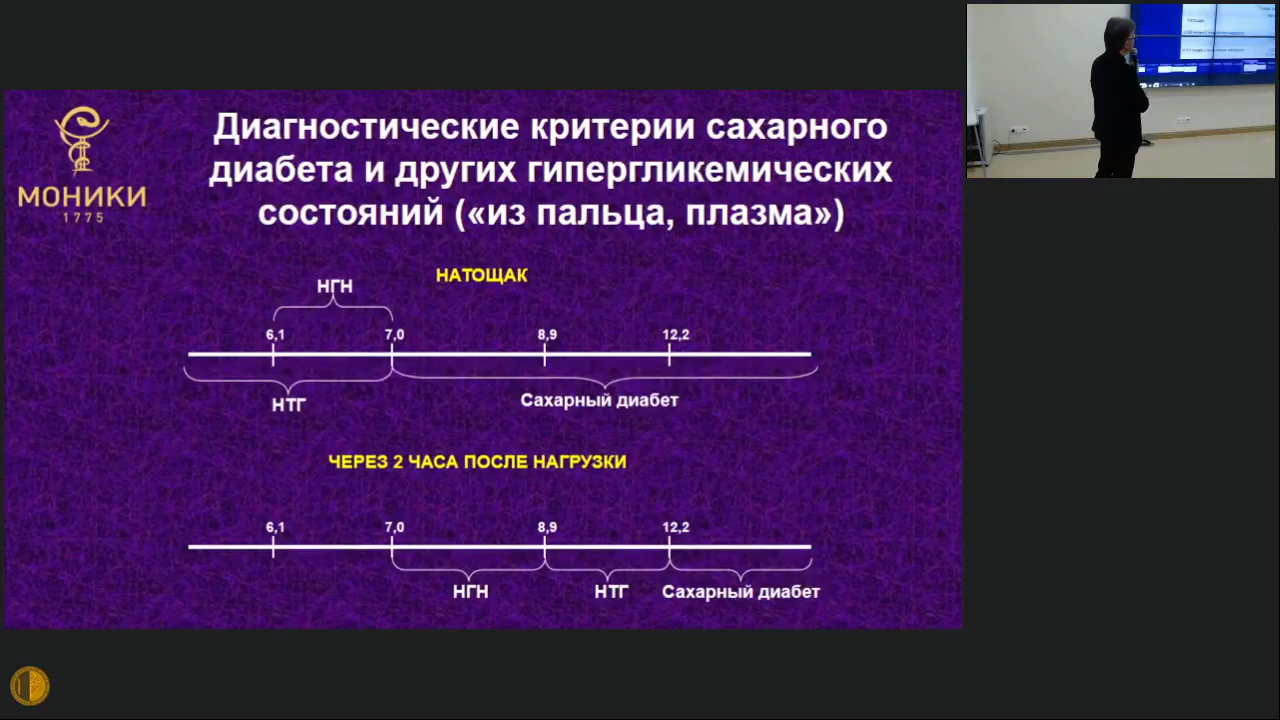 МОНИКИ
1775
Диагностические критерии сахарного
диабета и других гипергликемических
состояний («из пальца, плазма»)
НАТОЩАК
НГН
6,1 7,0 8,9 12,2
НТГ
Сахарный диабет
ЧЕРЕЗ 2 ЧАСА ПОСЛЕ НАГРУЗКИ
6,1 7,0 8,9 12,2
НГН НТГ Сахарный диабет